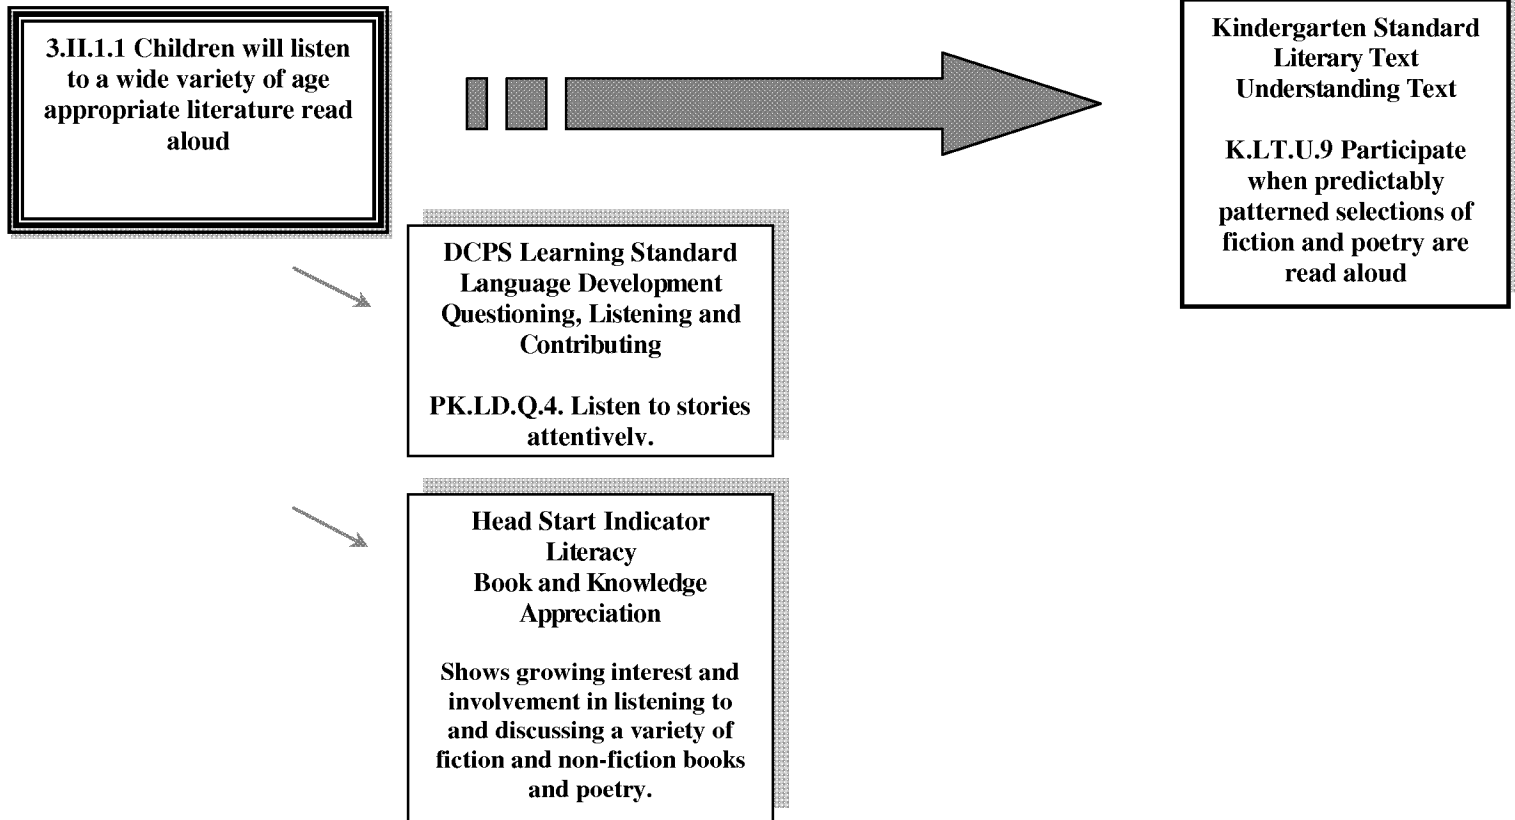 3.II.1.1 Children will listen
to a wide variety of age
appropriate literature read
aloud
Kindergarten Standard
Literary Text
Understanding Text
K.LT.U.9 Participate
when predictably
patterned selections of
fiction and poetry are
read aloud
DCPS Learning Standard
Language Development
Questioning, Listening and
Contributing
PK.LD.Q.4. Listen to stories
attentively.
Head Start Indicator
Literacy
Book and Knowledge
Appreciation
Shows growing interest and
involvement in listening to
and discussing a variety of
fiction and non-fiction books
and poetry.